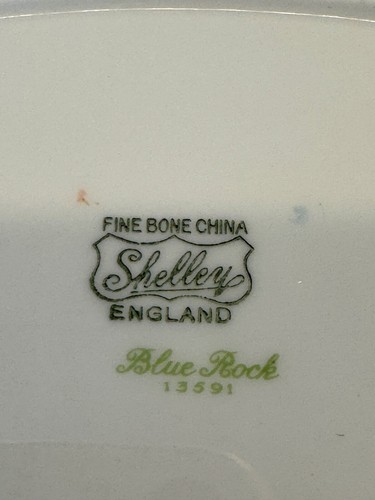 FINE BONE CHINA
Shelley
ENGLAND
Blue Rock
13591